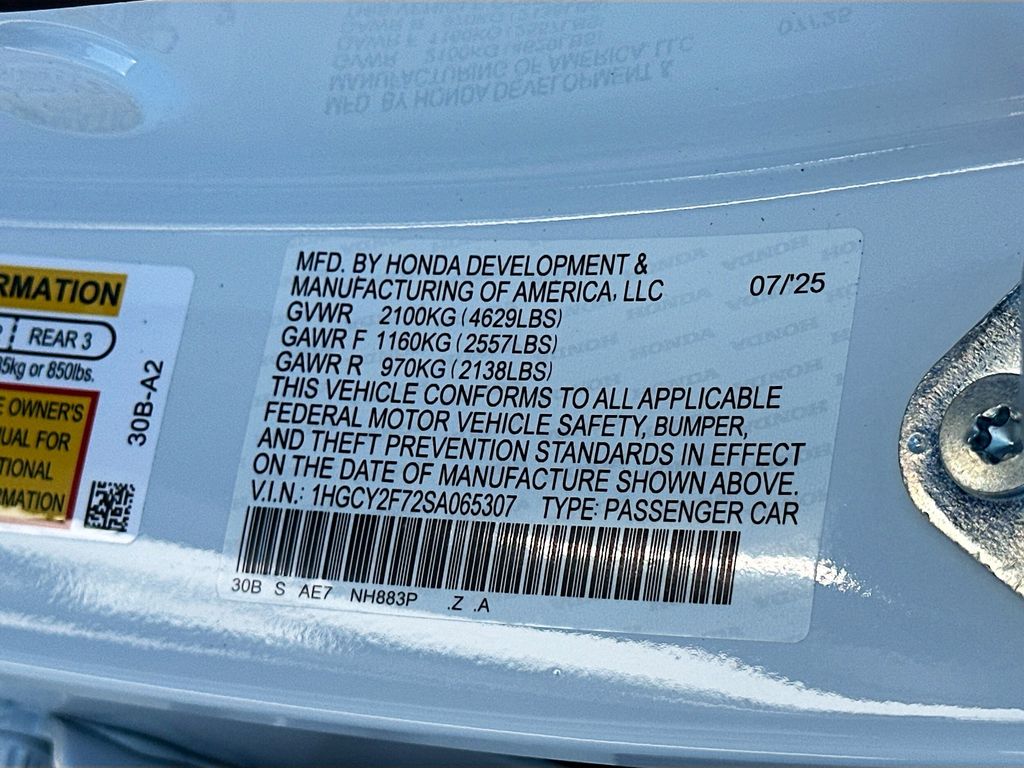 MFD. BY HONDA DEVELOPMENT &
MANUFACTURING OF AMERICA, LLC 07/'25
GVWR 2100KG (4629LBS)
GAWR F 1160KG (2557LBS)
GAWR R 970KG (2138LBS)
THIS VEHICLE CONFORMS TO ALL APPLICABLE
FEDERAL MOTOR VEHICLE SAFETY, BUMPER,
AND THEFT PREVENTION STANDARDS IN EFFECT
ON THE DATE OF MANUFACTURE SHOWN ABOVE.
V.I.N.: 1HGCY2F72SA065307 TYPE: PASSENGER CAR
30B S AE7 NH883P .Z .A
RMATION
REAR 3
5kg or 850lbs.
E OWNER'S
UAL FOR
TIONAL
RMATION
30B-A2
HONDA